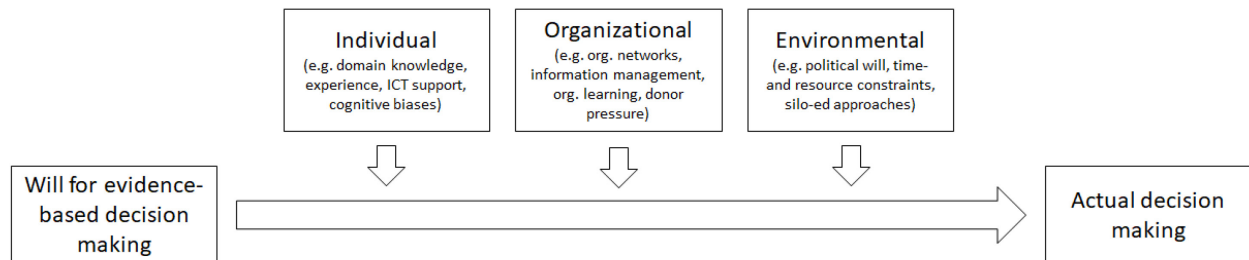 Individual
(e.g. domain knowledge,
experience, ICT support,
cognitive biases)
Organizational
(e.g. org. networks,
information management,
org. learning, donor
pressure)
Environmental
(e.g. political will, time-
and resource constraints,
silo-ed approaches)
Will for evidence-
based decision
making
Actual decision
making